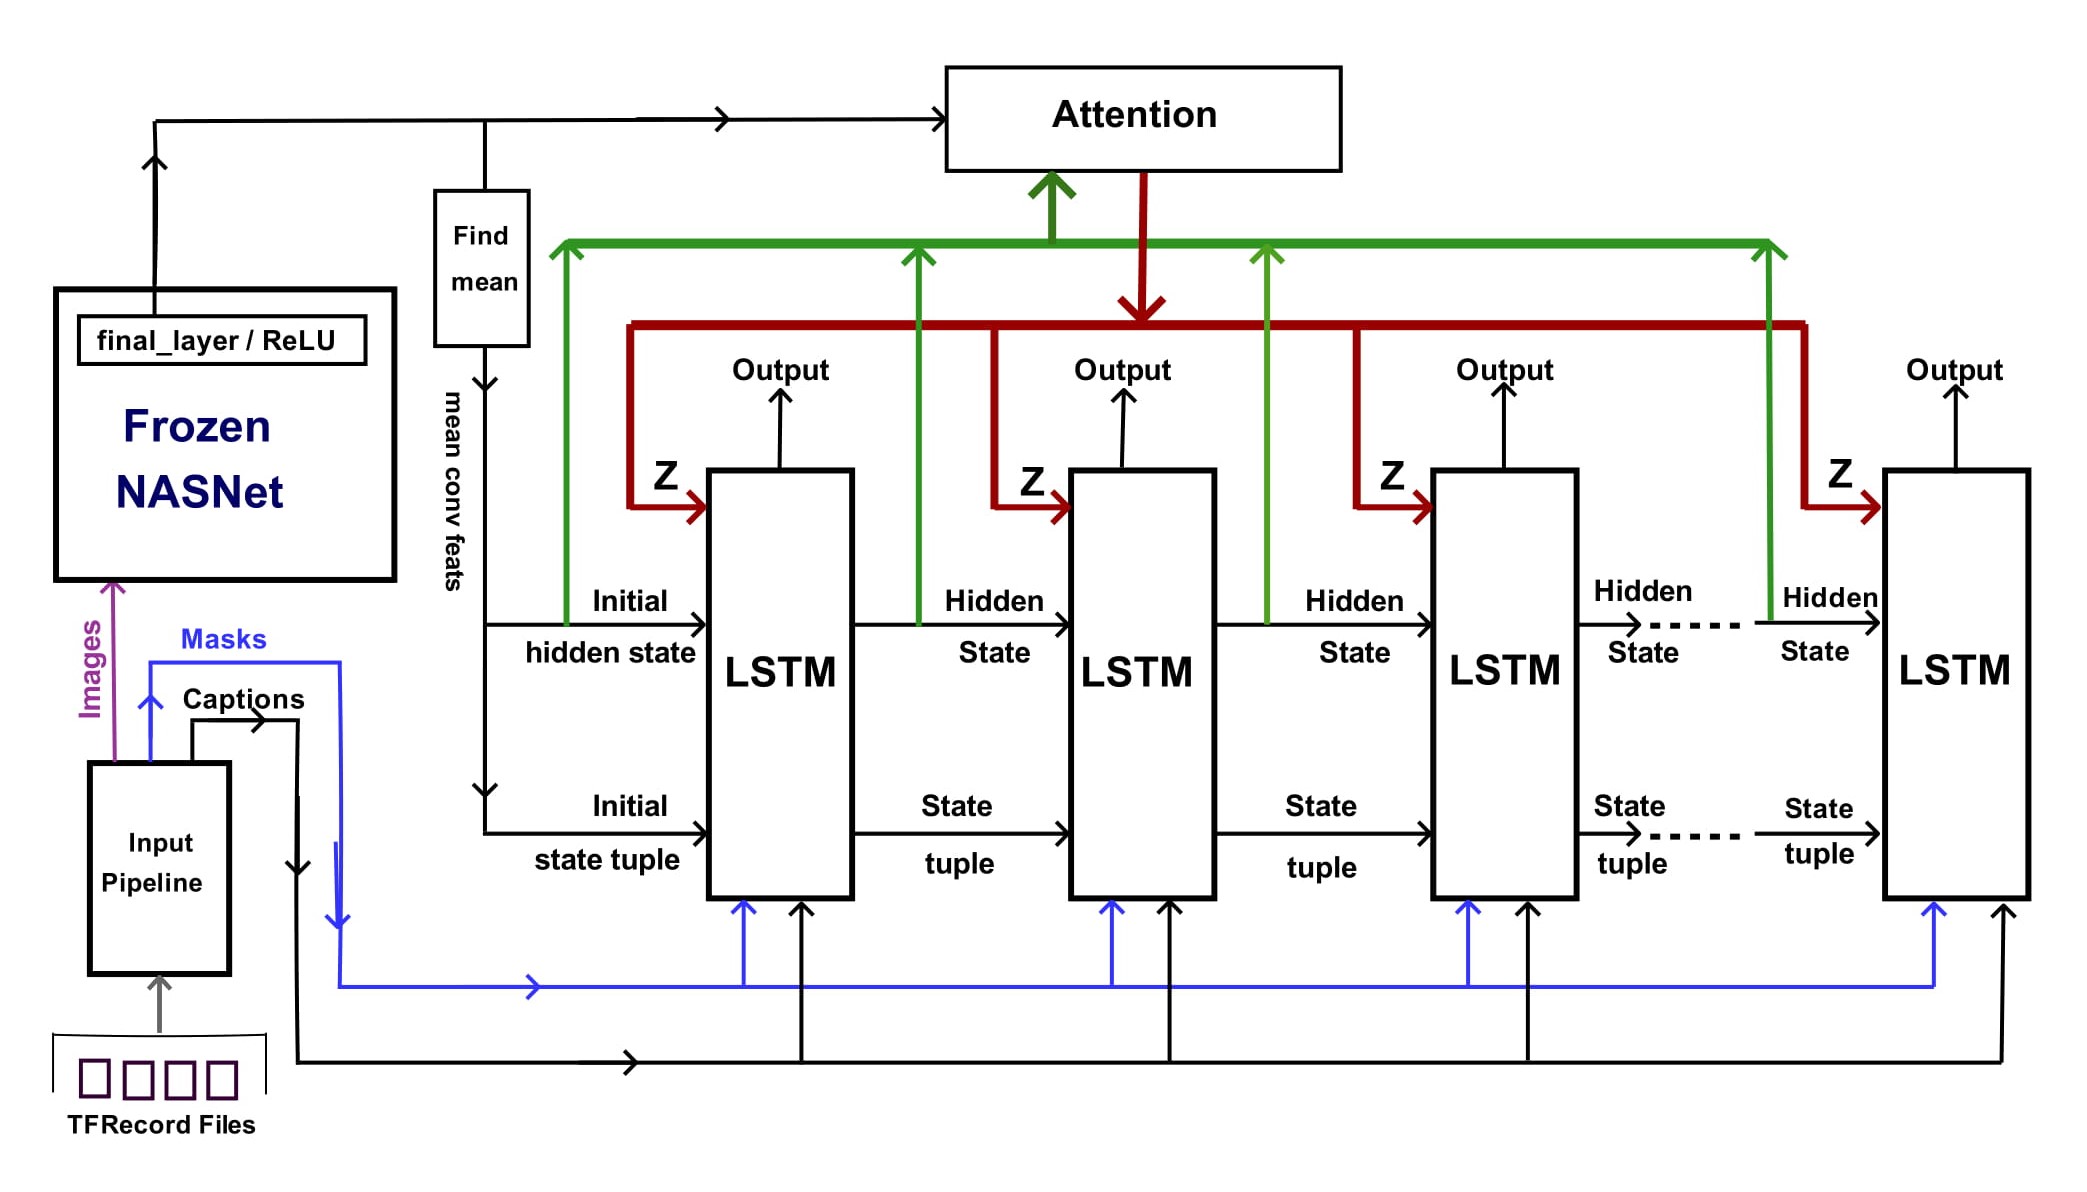 Attention
Find
mean
final_layer / ReLU
Frozen
NASNet
mean conv feats
Output
Output
Output
Output
Z
Z
Z
Z
Initial
hidden state
Hidden
State
Hidden
State
Hidden
State
Hidden
State
LSTM
LSTM
LSTM
LSTM
Images
Masks
Captions
Initial
state tuple
State
tuple
State
tuple
State
tuple
State
tuple
Input
Pipeline
TFRecord Files